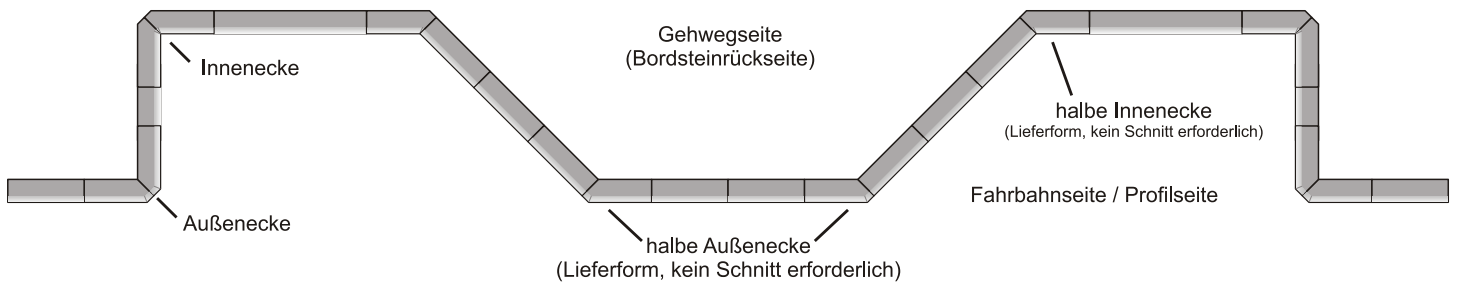 Gehwegseite
(Bordsteinrückseite)
Innenecke
halbe Innenecke
(Lieferform, kein Schnitt erforderlich)
Außenecke
Fahrbahnseite / Profilseite
halbe Außenecke
(Lieferform, kein Schnitt erforderlich)